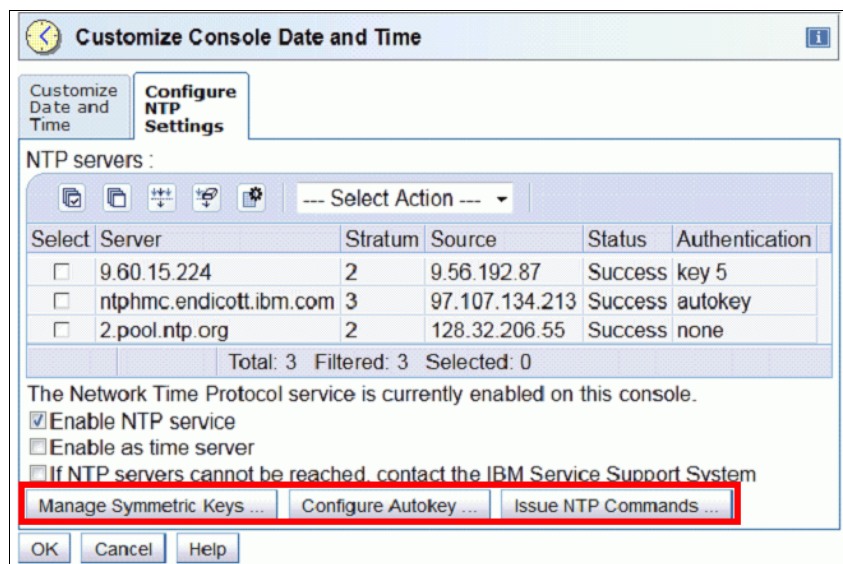 Customize Console Date and Time
i
Customize
Date and
Time
Configure
NTP
Settings
NTP servers :
--- Select Action ---
Select Server Stratum Source Status Authentication
9.60.15.224 2 9.56.192.87 Success key 5
ntphmc.endicott.ibm.com 3 97.107.134.213 Success autokey
2.pool.ntp.org 2 128.32.206.55 Success none
Total: 3 Filtered: 3 Selected: 0
The Network Time Protocol service is currently enabled on this console.
Enable NTP service
Enable as time server
If NTP servers cannot be reached, contact the IBM Service Support System
Manage Symmetric Keys ... Configure Autokey ... Issue NTP Commands ...
OK Cancel Help